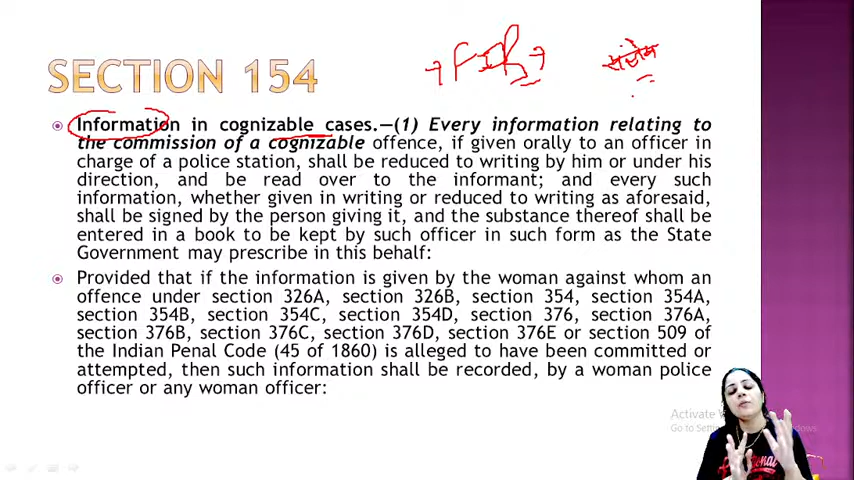 SECTION 154
→ FIR →
Information in cognizable cases.—(1) Every information relating to
the commission of a cognizable offence, if given orally to an officer in
charge of a police station, shall be reduced to writing by him or under his
direction, and be read over to the informant; and every such
information, whether given in writing or reduced to writing as aforesaid,
shall be signed by the person giving it, and the substance thereof shall be
entered in a book to be kept by such officer in such form as the State
Government may prescribe in this behalf:
Provided that if the information is given by the woman against whom an
offence under section 326A, section 326B, section 354, section 354A,
section 354B, section 354C, section 354D, section 376, section 376A,
section 376B, section 376C, section 376D, section 376E or section 509 of
the Indian Penal Code (45 of 1860) is alleged to have been committed or
attempted, then such information shall be recorded, by a woman police
officer or any woman officer:
Activate
Go to